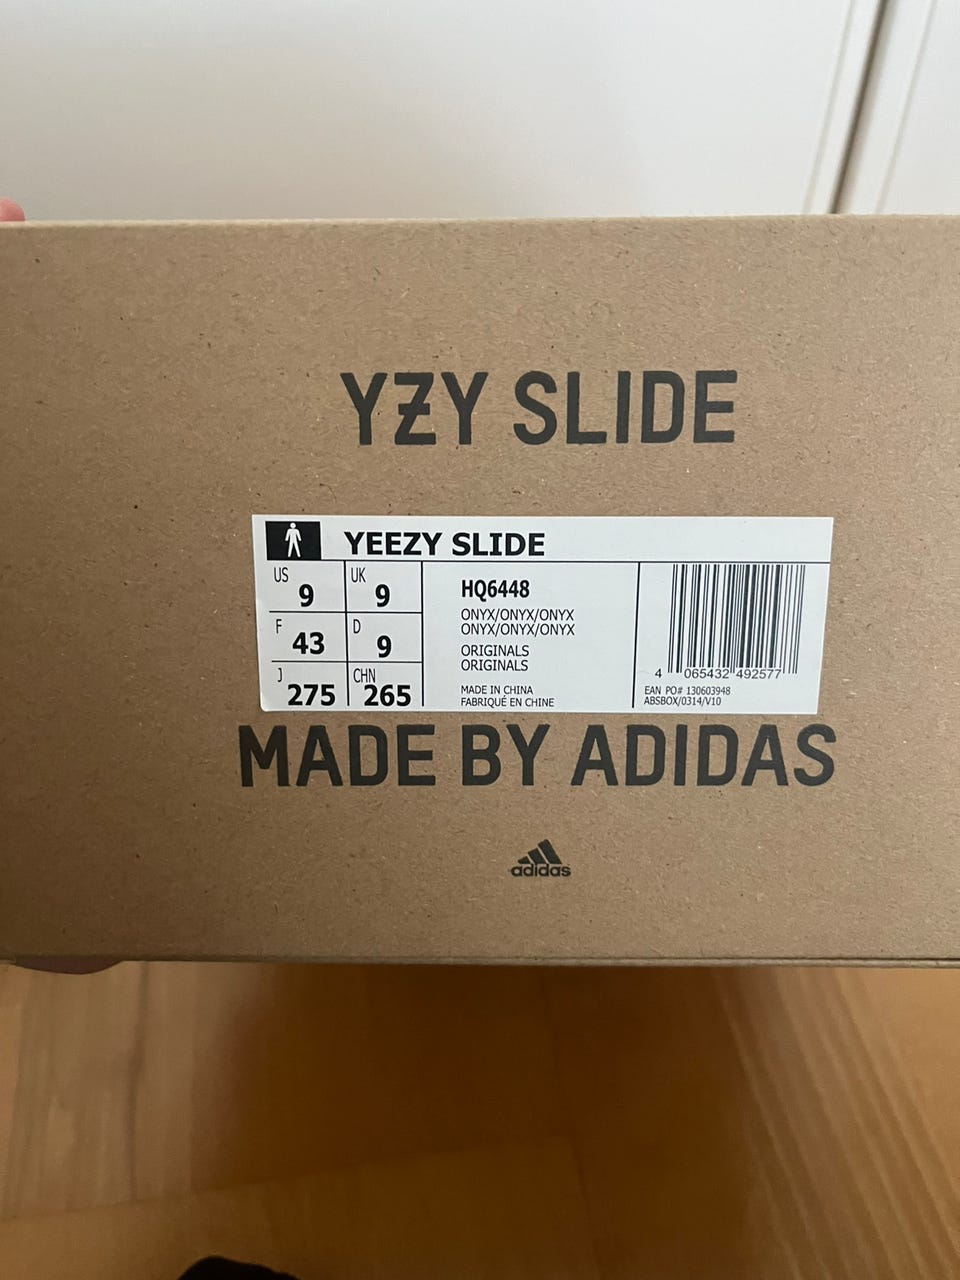 YZY SLIDE
YEEZY SLIDE
US 9 UK 9
F 43 D 9
J 275 CHN 265
HQ6448
ONYX/ONYX/ONYX
ONYX/ONYX/ONYX
ORIGINALS
ORIGINALS
MADE IN CHINA
FABRIQUÉ EN CHINE
4 065432 492577
EAN PO# 130603948
ABSBOX/0314/V10
MADE BY ADIDAS
adidas